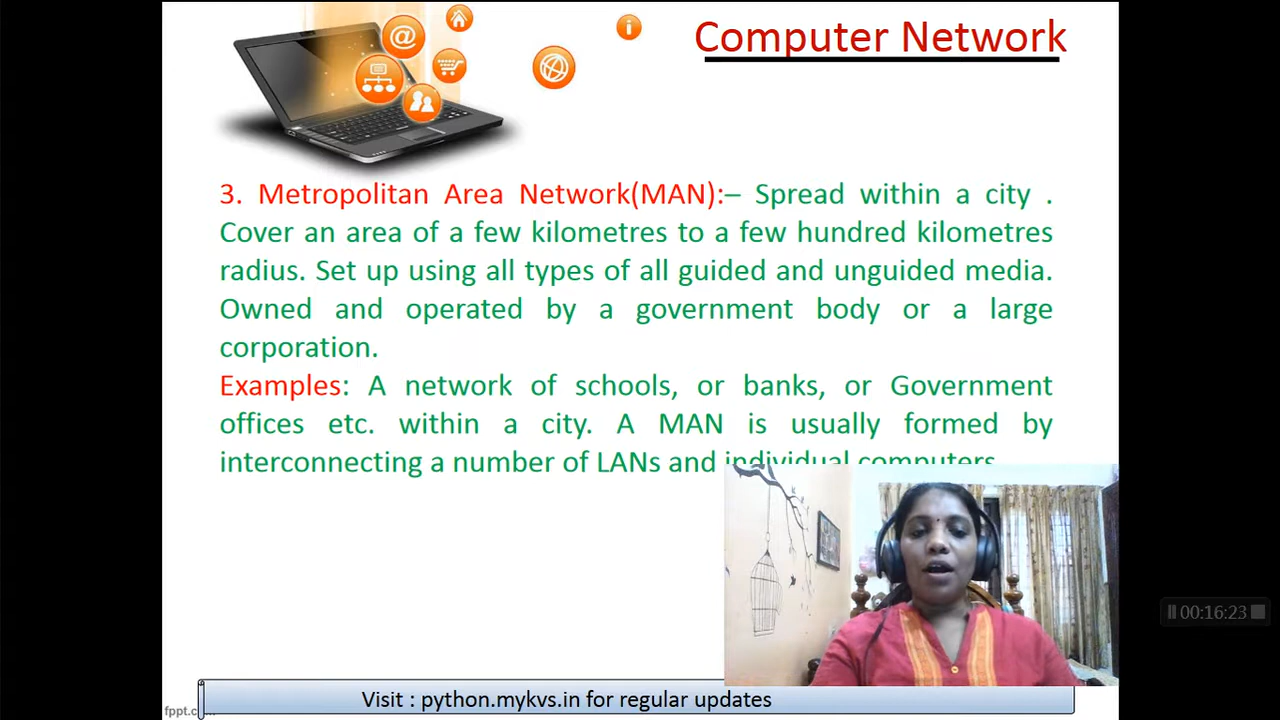 Computer Network
3. Metropolitan Area Network(MAN):– Spread within a city .
Cover an area of a few kilometres to a few hundred kilometres
radius. Set up using all types of all guided and unguided media.
Owned and operated by a government body or a large
corporation.
Examples: A network of schools, or banks, or Government
offices etc. within a city. A MAN is usually formed by
interconnecting a number of LANs and individual computers
00:16:23
Visit : python.mykvs.in for regular updates